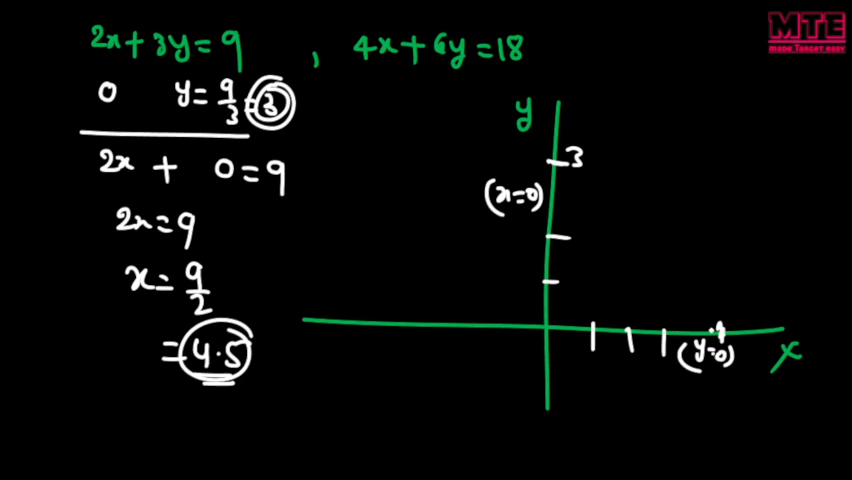 MTE
MADE TARGET EASY
2x + 3y = 9 , 4x + 6y = 18
0 y = 9/3 = 3
2x + 0 = 9
2x = 9
x = 9/2
= 4.5
y
3
(x=0)
(y=0)
x